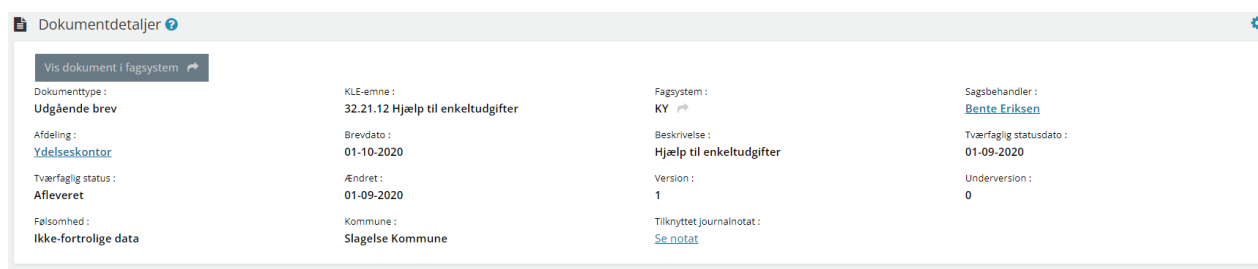 Dokumentdetaljer ?
Vis dokument i fagsystem
Dokumenttype : KLE-emne : Fagsystem : Sagsbehandler :
Udgående brev 32.21.12 Hjælp til enkeltudgifter KY Bente Eriksen
Afdeling : Brevdato : Beskrivelse : Tværfaglig statusdato :
Ydelseskontor 01-10-2020 Hjælp til enkeltudgifter 01-09-2020
Tværfaglig status : Ændret : Version : Underversion :
Afleveret 01-09-2020 1 0
Følsomhed : Kommune : Tilknyttet journalnotat :
Ikke-fortrolige data Slagelse Kommune Se notat